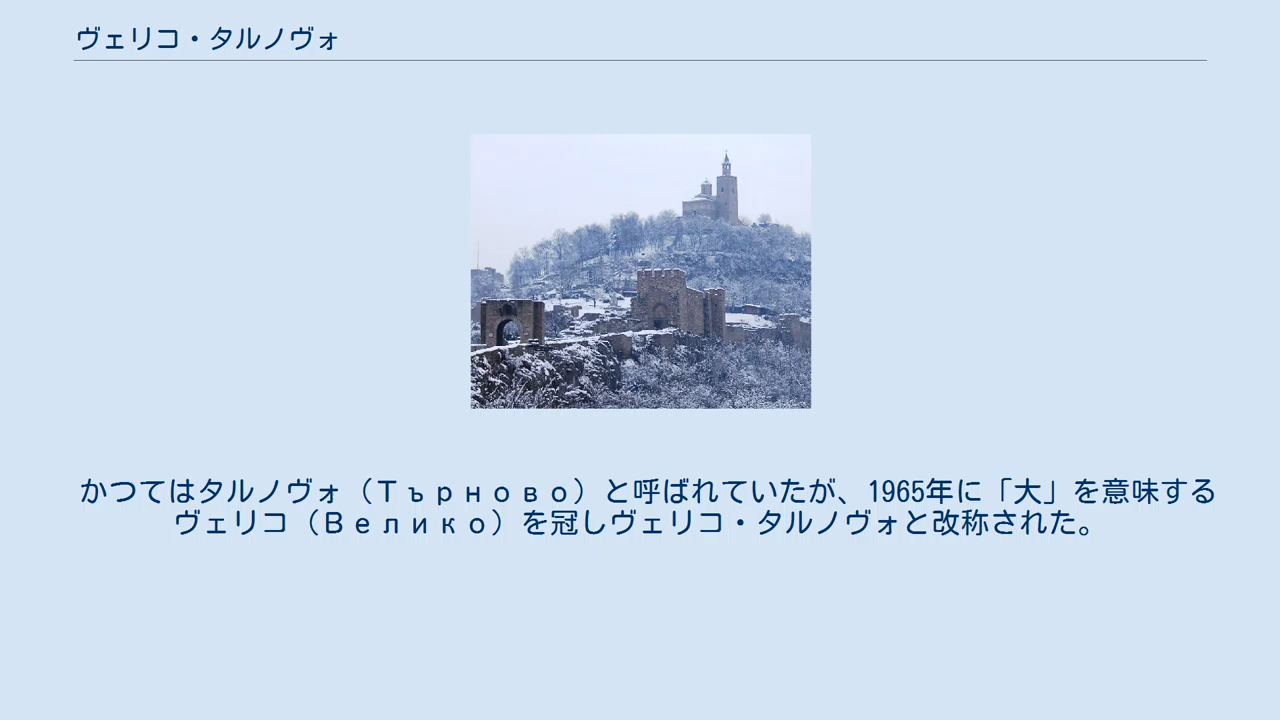 ヴェリコ・タルノヴォ
かつてはタルノヴォ（Търново）と呼ばれていたが、1965年に「大」を意味する
ヴェリコ（Велико）を冠しヴェリコ・タルノヴォと改称された。